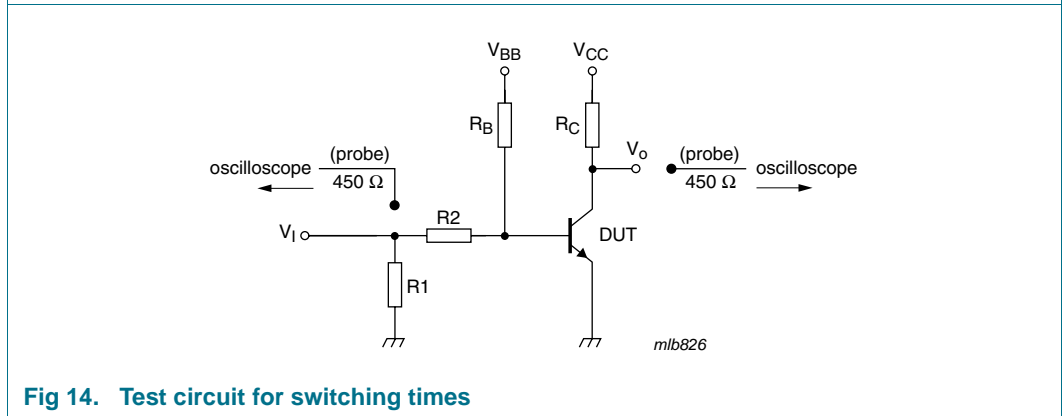 VBB VCC
RB RC
Vo
oscilloscope (probe) 450 Ω
(probe) 450 Ω oscilloscope
R2
VI DUT
R1
mlb826
Fig 14. Test circuit for switching times